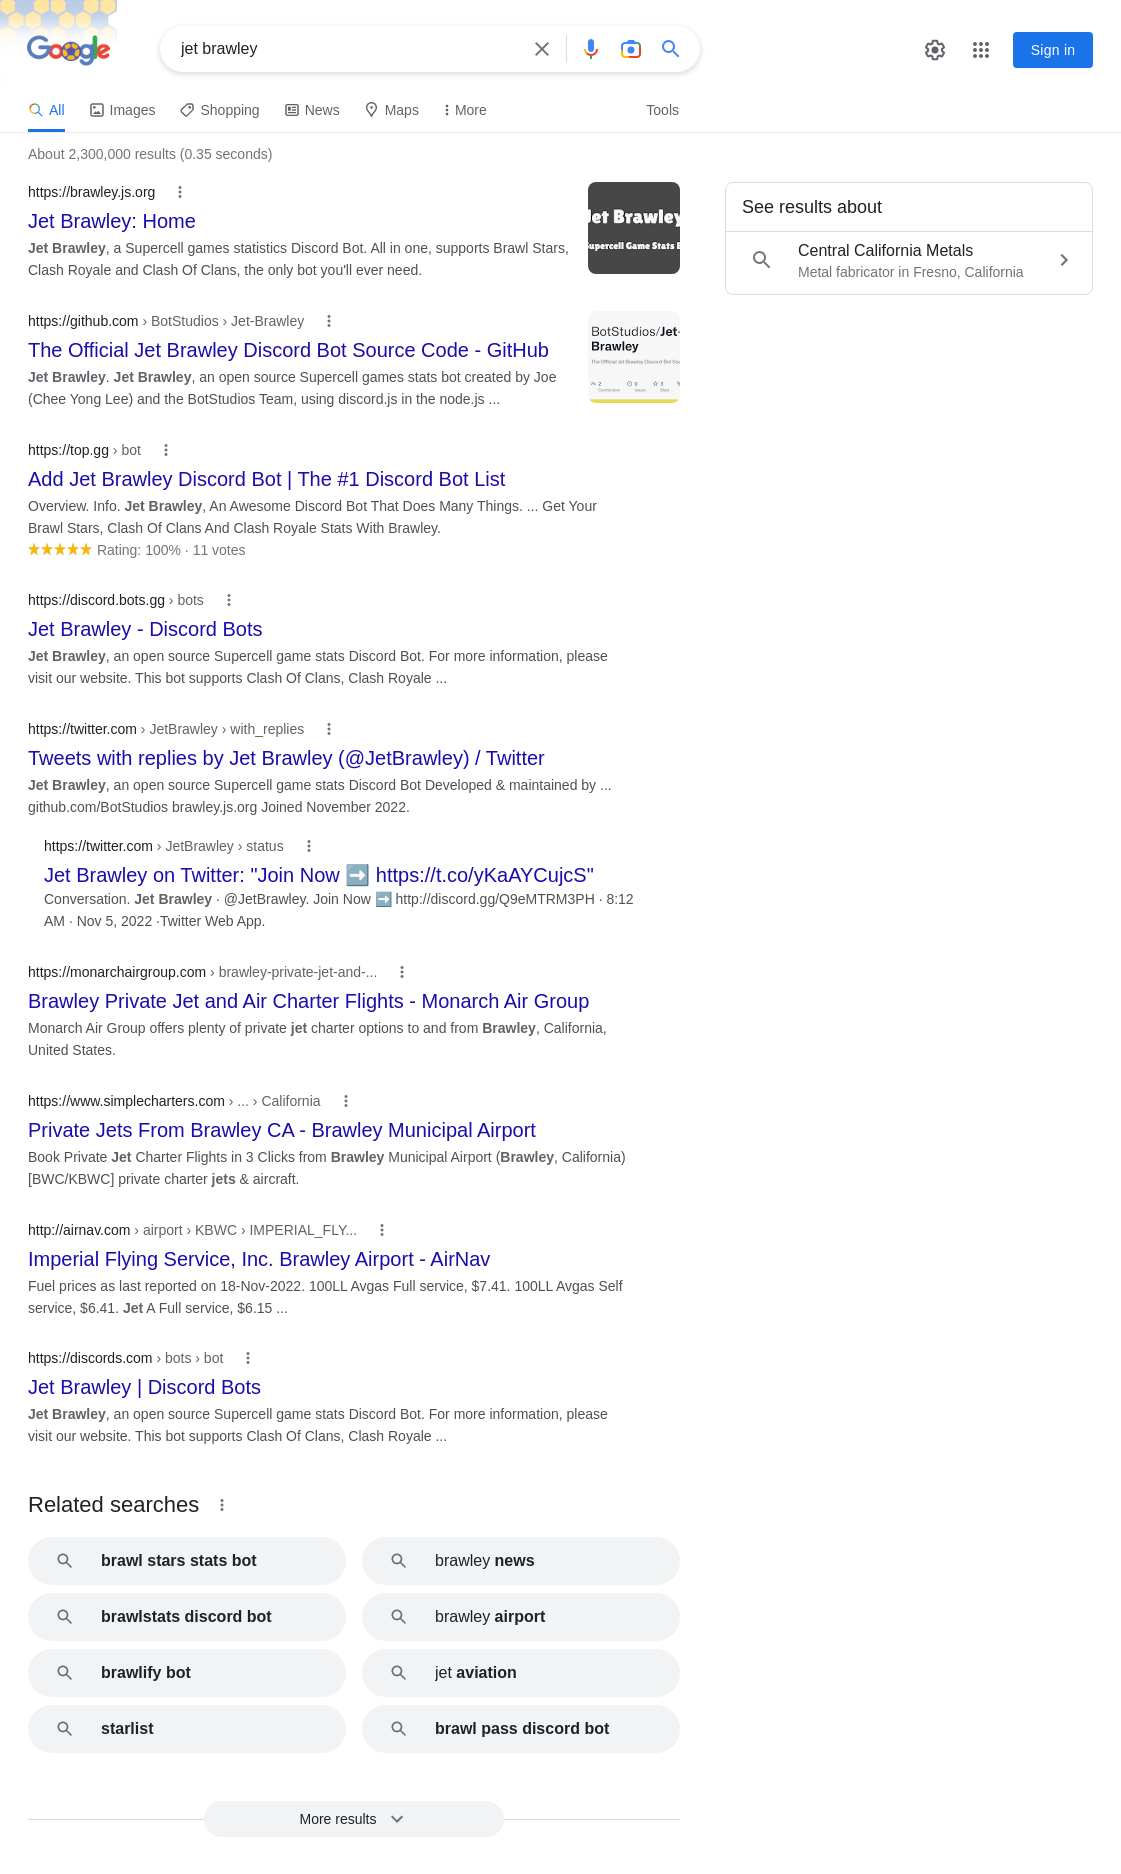 Google
jet brawley
Sign in
All
Images
Shopping
News
Maps
More
Tools
About 2,300,000 results (0.35 seconds)
https://brawley.js.org
Jet Brawley: Home
Jet Brawley, a Supercell games statistics Discord Bot. All in one, supports Brawl Stars,
Clash Royale and Clash Of Clans, the only bot you'll ever need.
Jet Brawley
Supercell Game Stats B
https://github.com › BotStudios › Jet-Brawley
The Official Jet Brawley Discord Bot Source Code - GitHub
Jet Brawley. Jet Brawley, an open source Supercell games stats bot created by Joe
(Chee Yong Lee) and the BotStudios Team, using discord.js in the node.js ...
BotStudios/Jet-
Brawley
The Official Jet Brawley Discord Bot Sou
2
0
3
https://top.gg › bot
Add Jet Brawley Discord Bot | The #1 Discord Bot List
Overview. Info. Jet Brawley, An Awesome Discord Bot That Does Many Things. ... Get Your
Brawl Stars, Clash Of Clans And Clash Royale Stats With Brawley.
Rating: 100% · 11 votes
https://discord.bots.gg › bots
Jet Brawley - Discord Bots
Jet Brawley, an open source Supercell game stats Discord Bot. For more information, please
visit our website. This bot supports Clash Of Clans, Clash Royale ...
https://twitter.com › JetBrawley › with_replies
Tweets with replies by Jet Brawley (@JetBrawley) / Twitter
Jet Brawley, an open source Supercell game stats Discord Bot Developed & maintained by ...
github.com/BotStudios brawley.js.org Joined November 2022.
https://twitter.com › JetBrawley › status
Jet Brawley on Twitter: "Join Now ➡️ https://t.co/yKaAYCujcS"
Conversation. Jet Brawley · @JetBrawley. Join Now ➡️ http://discord.gg/Q9eMTRM3PH · 8:12
AM · Nov 5, 2022 ·Twitter Web App.
https://monarchairgroup.com › brawley-private-jet-and-...
Brawley Private Jet and Air Charter Flights - Monarch Air Group
Monarch Air Group offers plenty of private jet charter options to and from Brawley, California,
United States.
https://www.simplecharters.com › ... › California
Private Jets From Brawley CA - Brawley Municipal Airport
Book Private Jet Charter Flights in 3 Clicks from Brawley Municipal Airport (Brawley, California)
[BWC/KBWC] private charter jets & aircraft.
http://airnav.com › airport › KBWC › IMPERIAL_FLY...
Imperial Flying Service, Inc. Brawley Airport - AirNav
Fuel prices as last reported on 18-Nov-2022. 100LL Avgas Full service, $7.41. 100LL Avgas Self
service, $6.41. Jet A Full service, $6.15 ...
https://discords.com › bots › bot
Jet Brawley | Discord Bots
Jet Brawley, an open source Supercell game stats Discord Bot. For more information, please
visit our website. This bot supports Clash Of Clans, Clash Royale ...
See results about
Central California Metals
Metal fabricator in Fresno, California
Related searches
brawl stars stats bot
brawley news
brawlstats discord bot
brawley airport
brawlify bot
jet aviation
starlist
brawl pass discord bot
More results